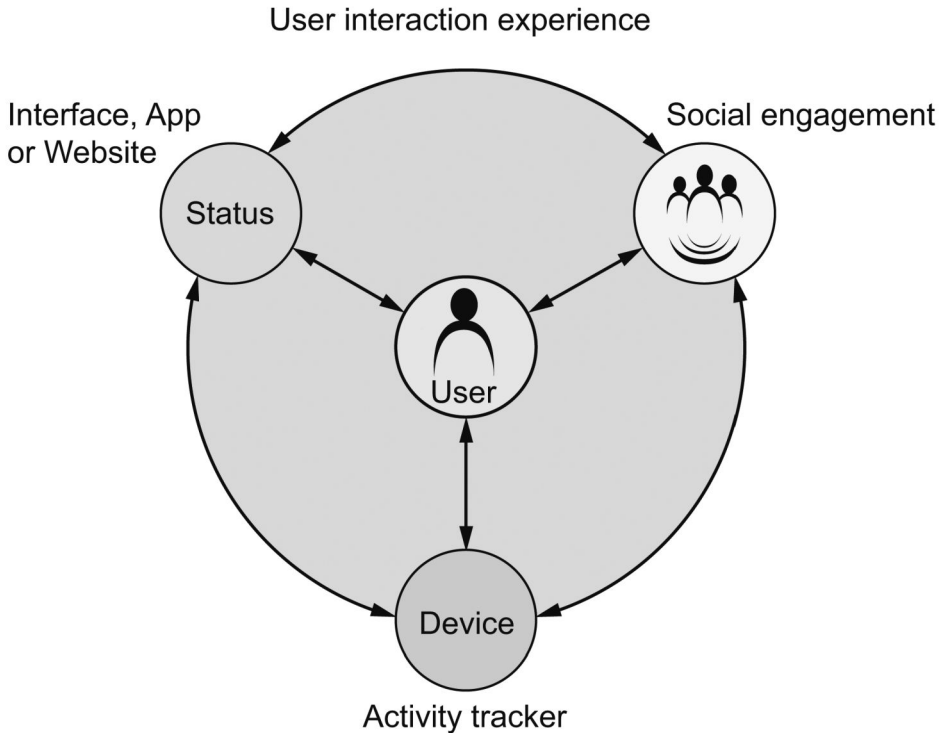 User interaction experience
Interface, App
or Website
Social engagement
Status
User
Device
Activity tracker